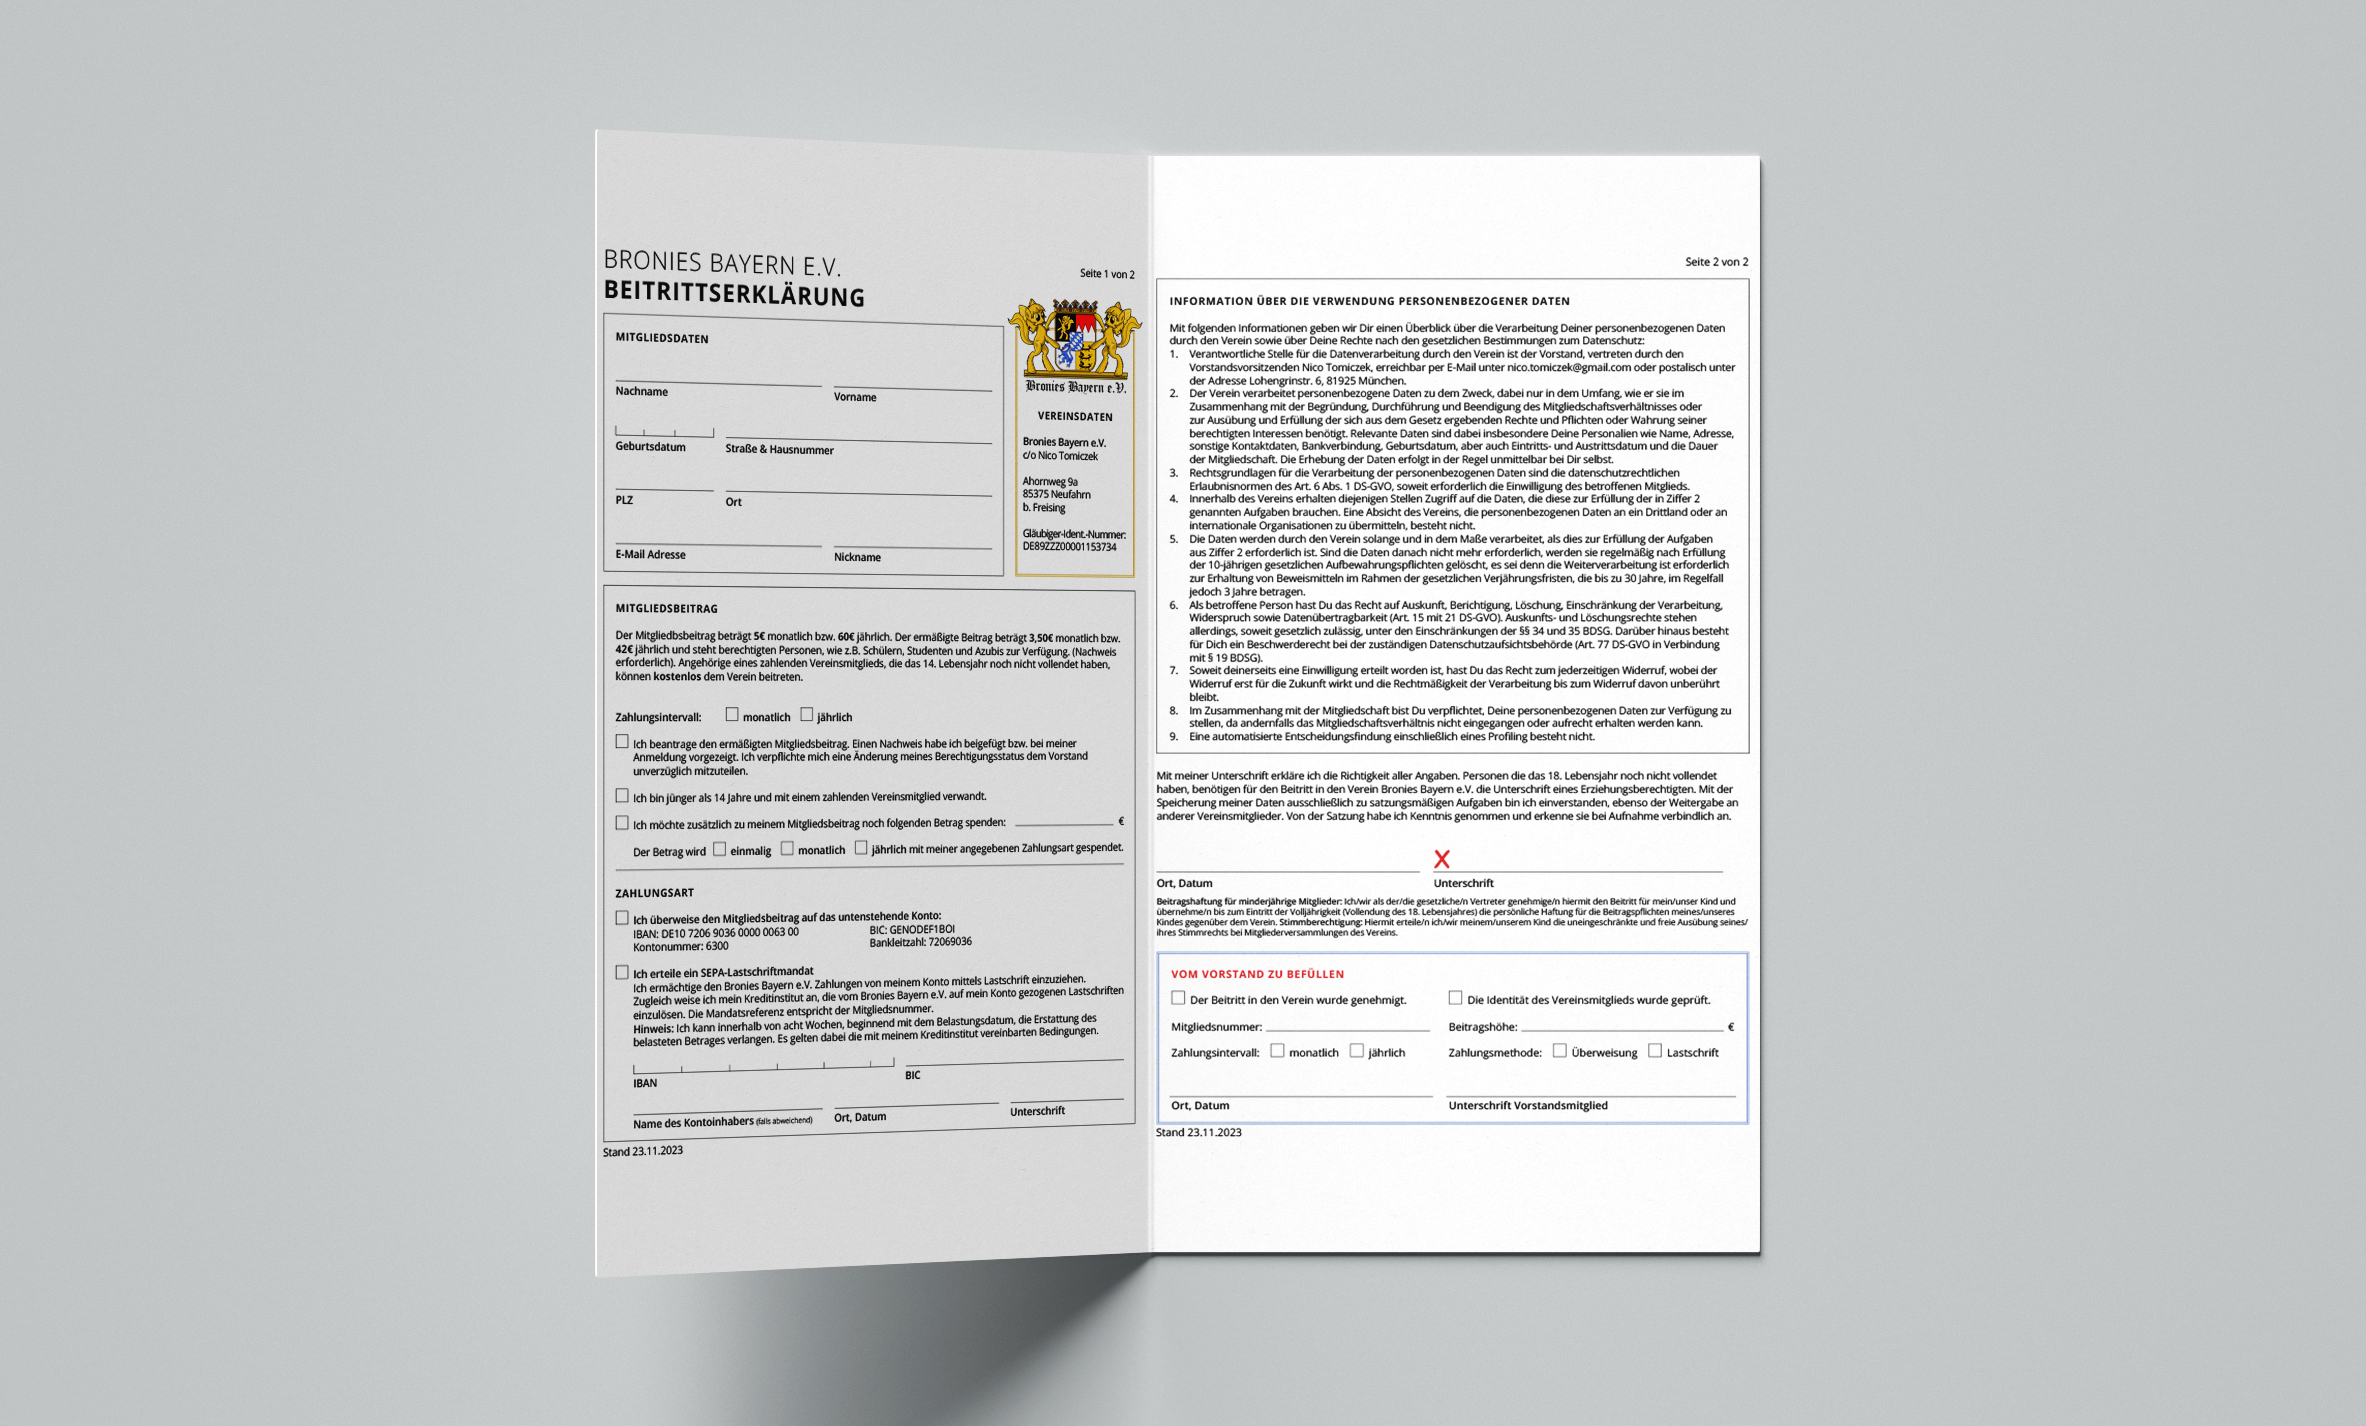 BRONIES BAYERN E.V.
BEITRITTSERKLÄRUNG
Seite 1 von 2
MITGLIEDSDATEN
Nachname
Vorname
Geburtsdatum
Straße & Hausnummer
PLZ
Ort
E-Mail Adresse
Nickname
Bronies Bayern e.V.
VEREINSDATEN
Bronies Bayern e.V.
c/o Nico Tomiczek
Ahornweg 9a
85375 Neufahrn
b. Freising
Gläubiger-Ident.-Nummer:
DE89ZZZ00001153734
MITGLIEDSBEITRAG
Der Mitgliedbsbeitrag beträgt 5€ monatlich bzw. 60€ jährlich. Der ermäßigte Beitrag beträgt 3,50€ monatlich bzw.
42€ jährlich und steht berechtigten Personen, wie z.B. Schülern, Studenten und Azubis zur Verfügung. (Nachweis
erforderlich). Angehörige eines zahlenden Vereinsmitglieds, die das 14. Lebensjahr noch nicht vollendet haben,
können kostenlos dem Verein beitreten.
Zahlungsintervall: monatlich jährlich
Ich beantrage den ermäßigten Mitgliedsbeitrag. Einen Nachweis habe ich beigefügt bzw. bei meiner
Anmeldung vorgezeigt. Ich verpflichte mich eine Änderung meines Berechtigungsstatus dem Vorstand
unverzüglich mitzuteilen.
Ich bin jünger als 14 Jahre und mit einem zahlenden Vereinsmitglied verwandt.
Ich möchte zusätzlich zu meinem Mitgliedsbeitrag noch folgenden Betrag spenden: €
Der Betrag wird einmalig monatlich jährlich mit meiner angegebenen Zahlungsart gespendet.
ZAHLUNGSART
Ich überweise den Mitgliedsbeitrag auf das untenstehende Konto:
IBAN: DE10 7206 9036 0000 0063 00 BIC: GENODEF1BOI
Kontonummer: 6300 Bankleitzahl: 72069036
Ich erteile ein SEPA-Lastschriftmandat
Ich ermächtige den Bronies Bayern e.V. Zahlungen von meinem Konto mittels Lastschrift einzuziehen.
Zugleich weise ich mein Kreditinstitut an, die vom Bronies Bayern e.V. auf mein Konto gezogenen Lastschriften
einzulösen. Die Mandatsreferenz entspricht der Mitgliedsnummer.
Hinweis: Ich kann innerhalb von acht Wochen, beginnend mit dem Belastungsdatum, die Erstattung des
belasteten Betrages verlangen. Es gelten dabei die mit meinem Kreditinstitut vereinbarten Bedingungen.
IBAN
BIC
Name des Kontoinhabers (falls abweichend)
Ort, Datum
Unterschrift
Stand 23.11.2023
Seite 2 von 2
INFORMATION ÜBER DIE VERWENDUNG PERSONENBEZOGENER DATEN
Mit folgenden Informationen geben wir Dir einen Überblick über die Verarbeitung Deiner personenbezogenen Daten
durch den Verein sowie über Deine Rechte nach den gesetzlichen Bestimmungen zum Datenschutz:
1. Verantwortliche Stelle für die Datenverarbeitung durch den Verein ist der Vorstand, vertreten durch den
Vorstandsvorsitzenden Nico Tomiczek, erreichbar per E-Mail unter nico.tomiczek@gmail.com oder postalisch unter
der Adresse Lohengrinstr. 6, 81925 München.
2. Der Verein verarbeitet personenbezogene Daten zu dem Zweck, dabei nur in dem Umfang, wie er sie im
Zusammenhang mit der Begründung, Durchführung und Beendigung des Mitgliedschaftsverhältnisses oder
zur Ausübung und Erfüllung der sich aus dem Gesetz ergebenden Rechte und Pflichten oder Wahrung seiner
berechtigten Interessen benötigt. Relevante Daten sind dabei insbesondere Deine Personalien wie Name, Adresse,
sonstige Kontaktdaten, Bankverbindung, Geburtsdatum, aber auch Eintritts- und Austrittsdatum und die Dauer
der Mitgliedschaft. Die Erhebung der Daten erfolgt in der Regel unmittelbar bei Dir selbst.
3. Rechtsgrundlagen für die Verarbeitung der personenbezogenen Daten sind die datenschutzrechtlichen
Erlaubnisnormen des Art. 6 Abs. 1 DS-GVO, soweit erforderlich die Einwilligung des betroffenen Mitglieds.
4. Innerhalb des Vereins erhalten diejenigen Stellen Zugriff auf die Daten, die diese zur Erfüllung der in Ziffer 2
genannten Aufgaben brauchen. Eine Absicht des Vereins, die personenbezogenen Daten an ein Drittland oder an
internationale Organisationen zu übermitteln, besteht nicht.
5. Die Daten werden durch den Verein solange und in dem Maße verarbeitet, als dies zur Erfüllung der Aufgaben
aus Ziffer 2 erforderlich ist. Sind die Daten danach nicht mehr erforderlich, werden sie regelmäßig nach Erfüllung
der 10-jährigen gesetzlichen Aufbewahrungspflichten gelöscht, es sei denn die Weiterverarbeitung ist erforderlich
zur Erhaltung von Beweismitteln im Rahmen der gesetzlichen Verjährungsfristen, die bis zu 30 Jahre, im Regelfall
jedoch 3 Jahre betragen.
6. Als betroffene Person hast Du das Recht auf Auskunft, Berichtigung, Löschung, Einschränkung der Verarbeitung,
Widerspruch sowie Datenübertragbarkeit (Art. 15 mit 21 DS-GVO). Auskunfts- und Löschungsrechte stehen
allerdings, soweit gesetzlich zulässig, unter den Einschränkungen der §§ 34 und 35 BDSG. Darüber hinaus besteht
für Dich ein Beschwerderecht bei der zuständigen Datenschutzaufsichtsbehörde (Art. 77 DS-GVO in Verbindung
mit § 19 BDSG).
7. Soweit deinerseits eine Einwilligung erteilt worden ist, hast Du das Recht zum jederzeitigen Widerruf, wobei der
Widerruf erst für die Zukunft wirkt und die Rechtmäßigkeit der Verarbeitung bis zum Widerruf davon unberührt
bleibt.
8. Im Zusammenhang mit der Mitgliedschaft bist Du verpflichtet, Deine personenbezogenen Daten zur Verfügung zu
stellen, da andernfalls das Mitgliedschaftsverhältnis nicht eingegangen oder aufrecht erhalten werden kann.
9. Eine automatisierte Entscheidungsfindung einschließlich eines Profiling besteht nicht.
Mit meiner Unterschrift erkläre ich die Richtigkeit aller Angaben. Personen die das 18. Lebensjahr noch nicht vollendet
haben, benötigen für den Beitritt in den Verein Bronies Bayern e.V. die Unterschrift eines Erziehungsberechtigten. Mit der
Speicherung meiner Daten ausschließlich zu satzungsmäßigen Aufgaben bin ich einverstanden, ebenso der Weitergabe an
anderer Vereinsmitglieder. Von der Satzung habe ich Kenntnis genommen und erkenne sie bei Aufnahme verbindlich an.
X
Ort, Datum
Unterschrift
Beitragshaftung für minderjährige Mitglieder: Ich/wir als der/die gesetzliche/n Vertreter genehmige/n hiermit den Beitritt für mein/unser Kind und
übernehme/n bis zum Eintritt der Volljährigkeit (Vollendung des 18. Lebensjahres) die persönliche Haftung für die Beitragspflichten meines/unseres
Kindes gegenüber dem Verein. Stimmberechtigung: Hiermit erteile/n ich/wir meinem/unserem Kind die uneingeschränkte und freie Ausübung seines/
ihres Stimmrechts bei Mitgliederversammlungen des Vereins.
VOM VORSTAND ZU BEFÜLLEN
Der Beitritt in den Verein wurde genehmigt. Die Identität des Vereinsmitglieds wurde geprüft.
Mitgliedsnummer: Beitragshöhe: €
Zahlungsintervall: monatlich jährlich Zahlungsmethode: Überweisung Lastschrift
Ort, Datum
Unterschrift Vorstandsmitglied
Stand 23.11.2023